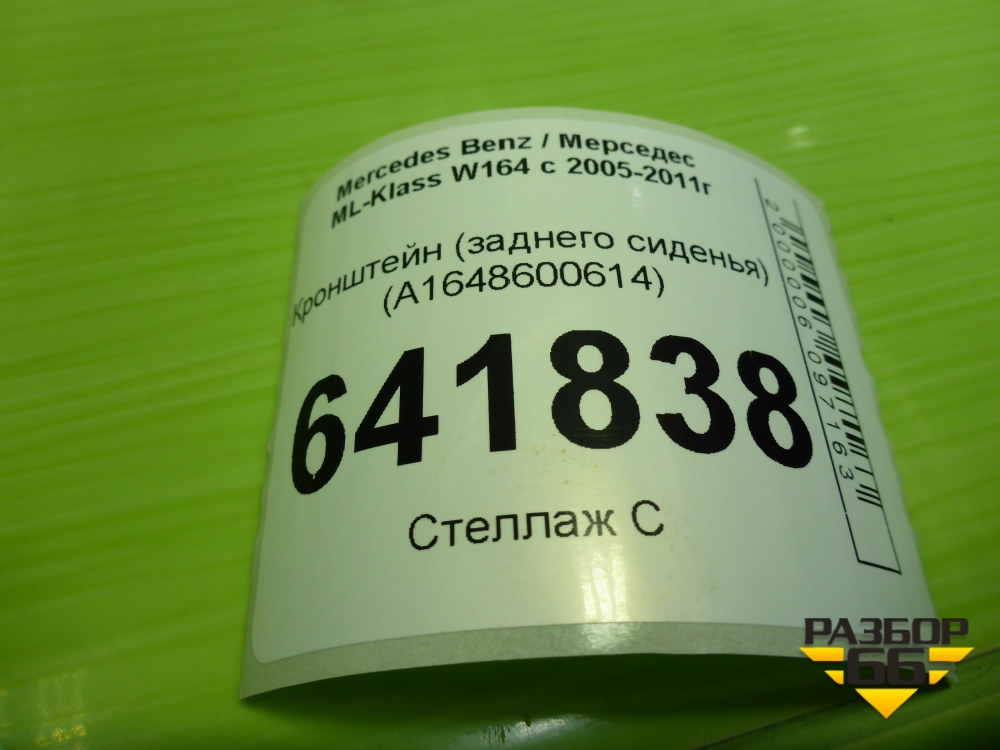 Mercedes Benz / Мерседес
ML-Klass W164 с 2005-2011г
Кронштейн (заднего сиденья)
(A1648600614)
641838
Стеллаж С
2000006097163
РАЗБОР
66